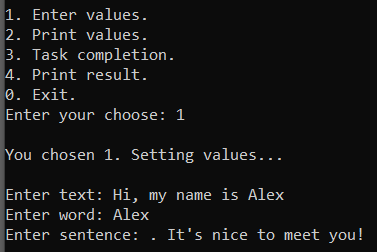 1. Enter values.
2. Print values.
3. Task completion.
4. Print result.
0. Exit.
Enter your choose: 1
You chosen 1. Setting values...
Enter text: Hi, my name is Alex
Enter word: Alex
Enter sentence: . It's nice to meet you!